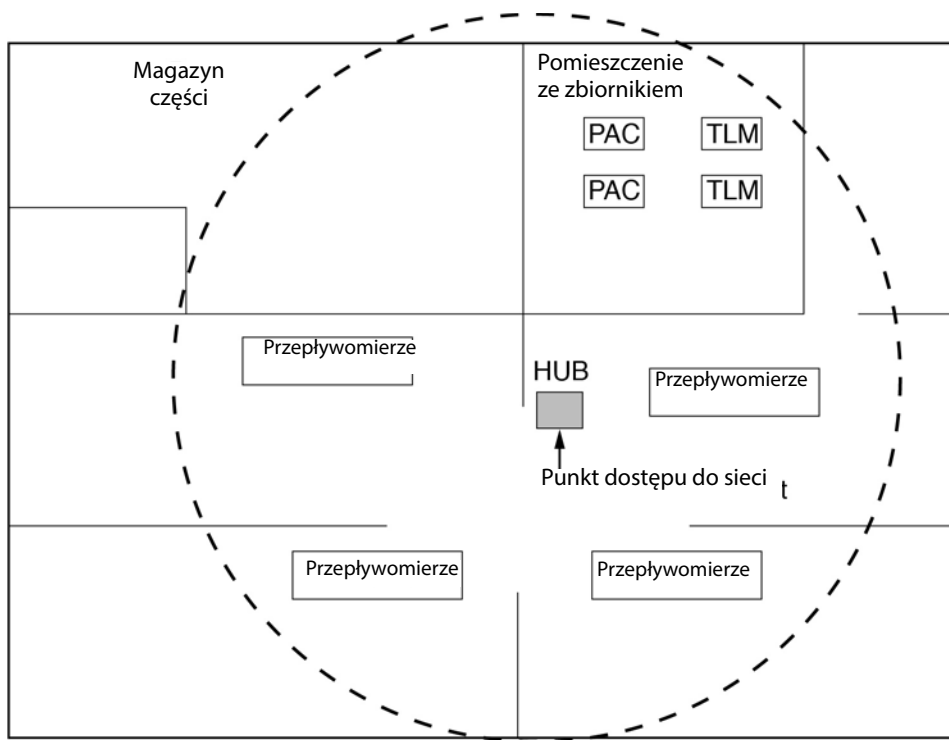 Magazyn
części
Pomieszczenie
ze zbiornikiem
PAC TLM
PAC TLM
Przepływomierze
HUB
Przepływomierze
Punkt dostępu do sieci t
Przepływomierze
Przepływomierze